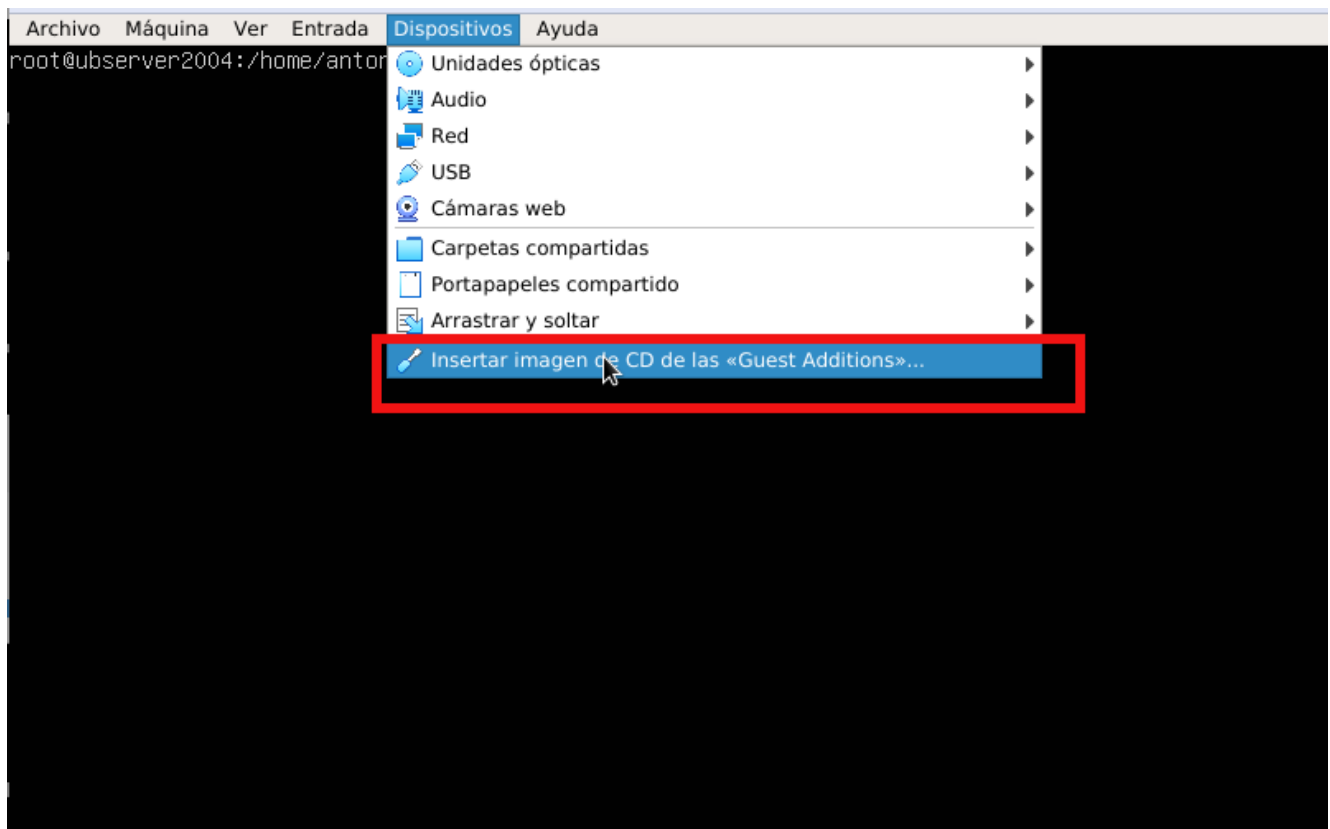 Archivo Máquina Ver Entrada Dispositivos Ayuda
root@ubserver2004:/home/antor
Unidades ópticas
Audio
Red
USB
Cámaras web
Carpetas compartidas
Portapapeles compartido
Arrastrar y soltar
Insertar imagen de CD de las «Guest Additions»...